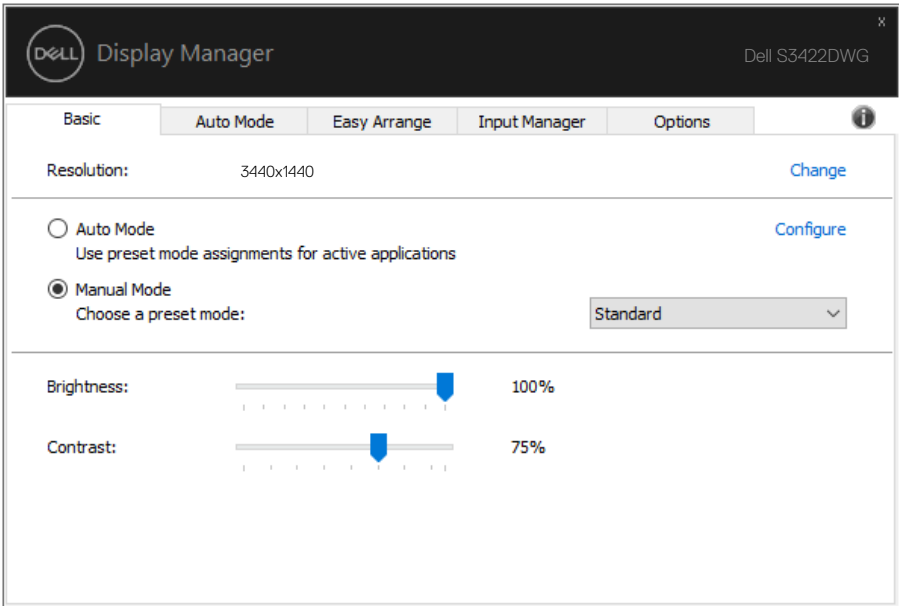 x
DELL Display Manager
Dell S3422DWG
Basic Auto Mode Easy Arrange Input Manager Options i
Resolution: 3440x1440 Change
Auto Mode Configure
Use preset mode assignments for active applications
Manual Mode
Choose a preset mode: Standard
Brightness: 100%
Contrast: 75%